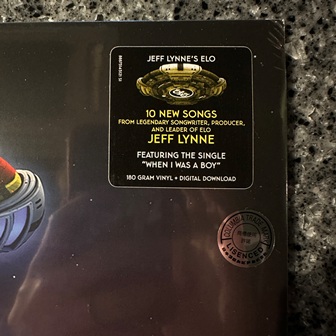 JEFF LYNNE'S ELO
10 NEW SONGS
FROM LEGENDARY SONGWRITER, PRODUCER,
AND LEADER OF ELO
JEFF LYNNE
FEATURING THE SINGLE
"WHEN I WAS A BOY"
180 GRAM VINYL • DIGITAL DOWNLOAD